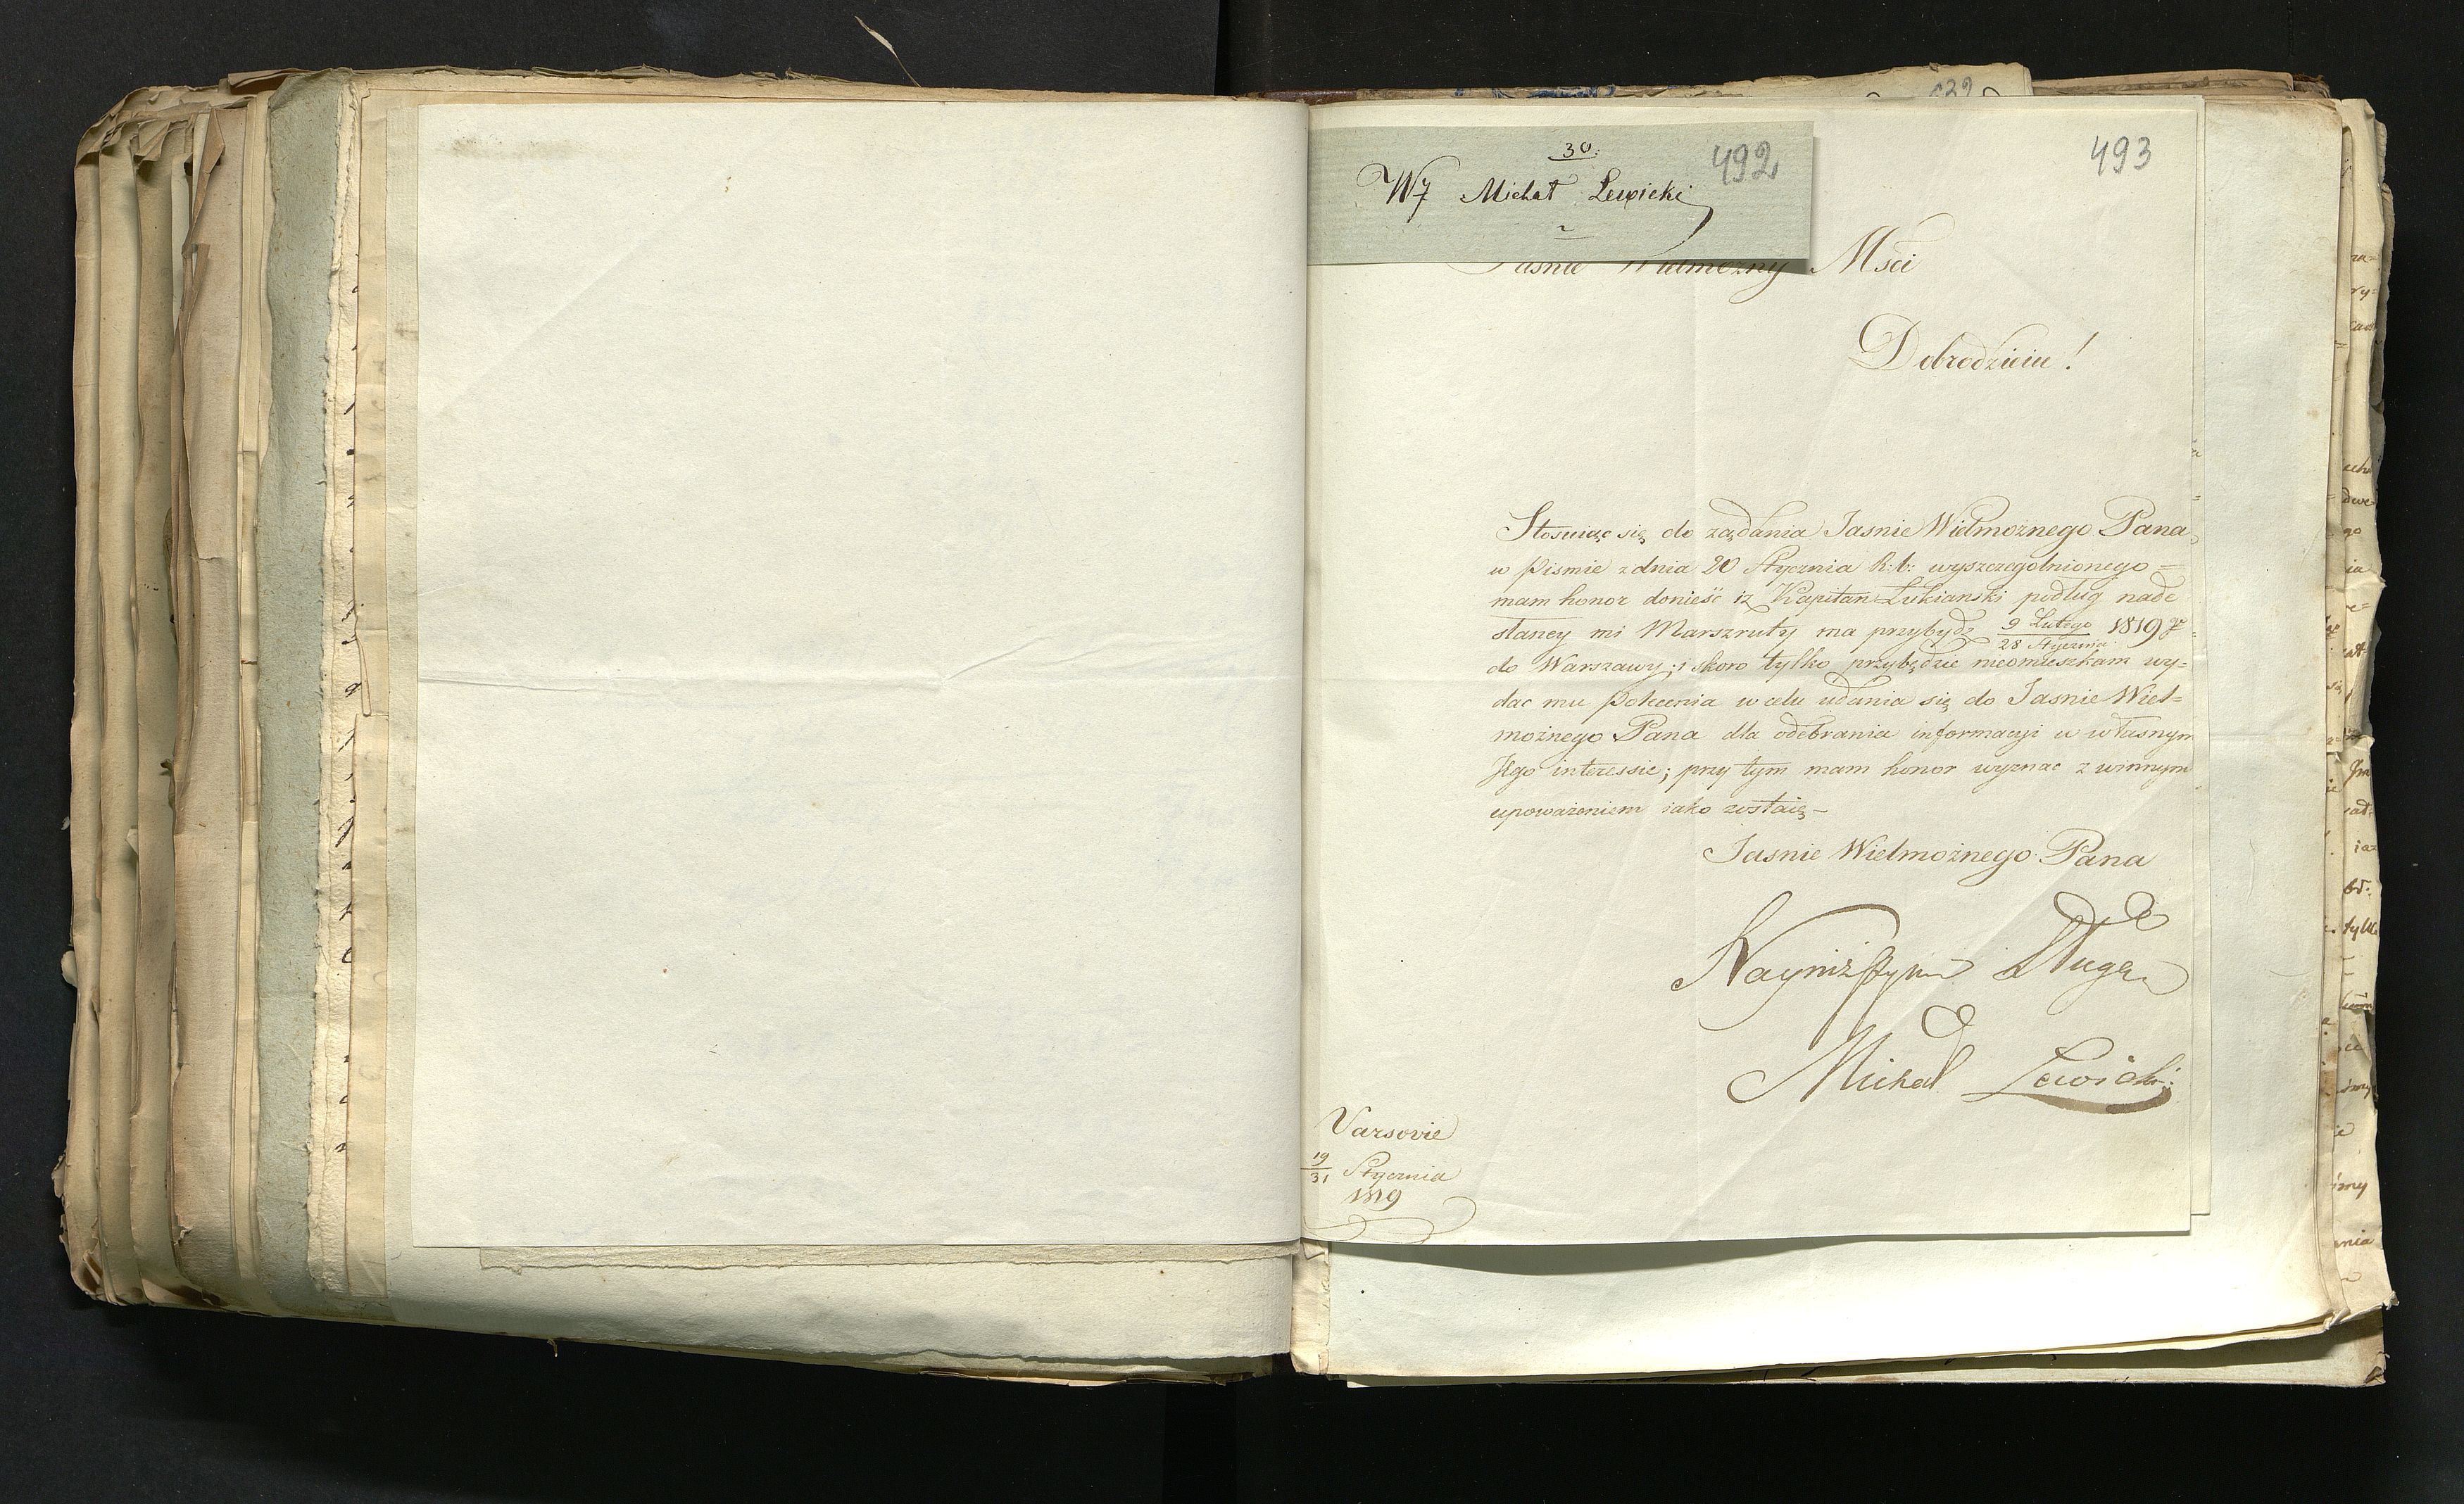 30.
492
493
WJ Michał Lewicki
Jasnie Wielmożny Msci
Dobrodzieiu!
Stosuiąc się do żądania Jasnie Wielmożnego Pana,
w pismie z dnia 20 Stycznia R: b: wyszczegolnionego =
mam honor donieść iż Kapitan Lukianski podług nade
słaney mi Marszruty ma przybydz 9 Lutego / 28 Stycznia 1819
do Warszawy; i skoro tylko przybędzie nieomieszkam wy=
dac mu polecenia w celu udania się do Jasnie Wiel=
możnego Pana dla odebrania informacyi w własnym
Jego interessie; przy tym mam honor wyznac z winnym
upoważeniem iako zostaię -
Jasnie Wielmożnego Pana
Nayniższym Sługą
Michał Lewicki
Varsovie
19/31 Stycznia
1819